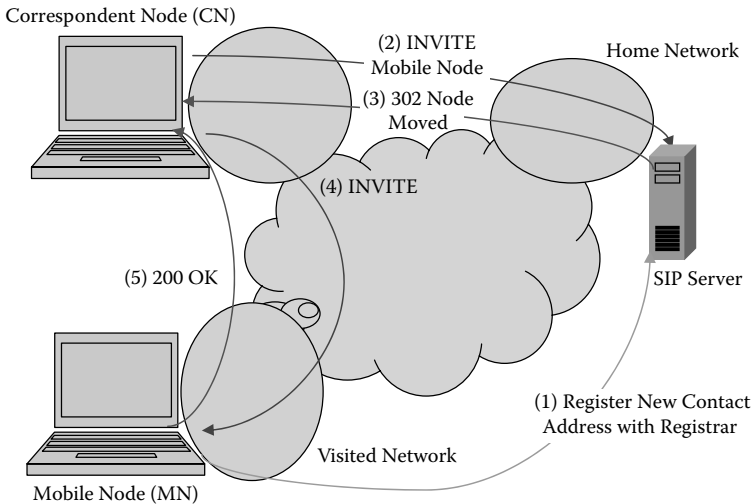 Correspondent Node (CN)
(2) INVITE
Mobile Node
Home Network
(3) 302 Node
Moved
(4) INVITE
(5) 200 OK
SIP Server
(1) Register New Contact
Address with Registrar
Visited Network
Mobile Node (MN)